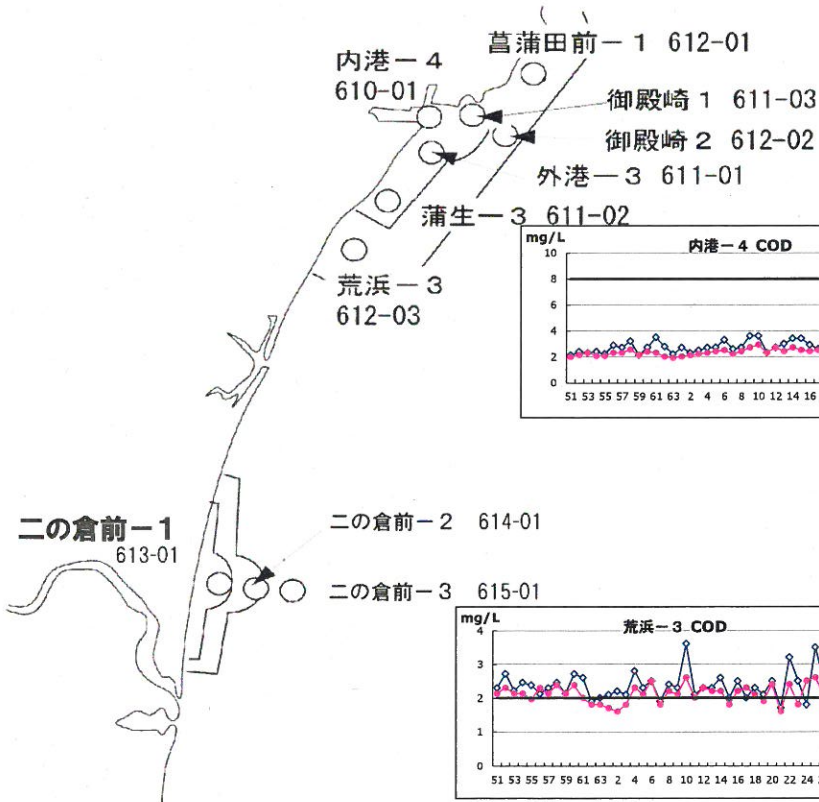 内港－4
610-01
菖蒲田前－1 612-01
御殿崎1 611-03
御殿崎2 612-02
外港－3 611-01
蒲生－3 611-02
荒浜－3
612-03
mg/L
内港－4 COD
10
8
6
4
2
0
51 53 55 57 59 61 63 2 4 6 8 10 12 14 16
二の倉前－1
613-01
二の倉前－2 614-01
二の倉前－3 615-01
mg/L
荒浜－3 COD
4
3
2
1
0
51 53 55 57 59 61 63 2 4 6 8 10 12 14 16 18 20 22 24